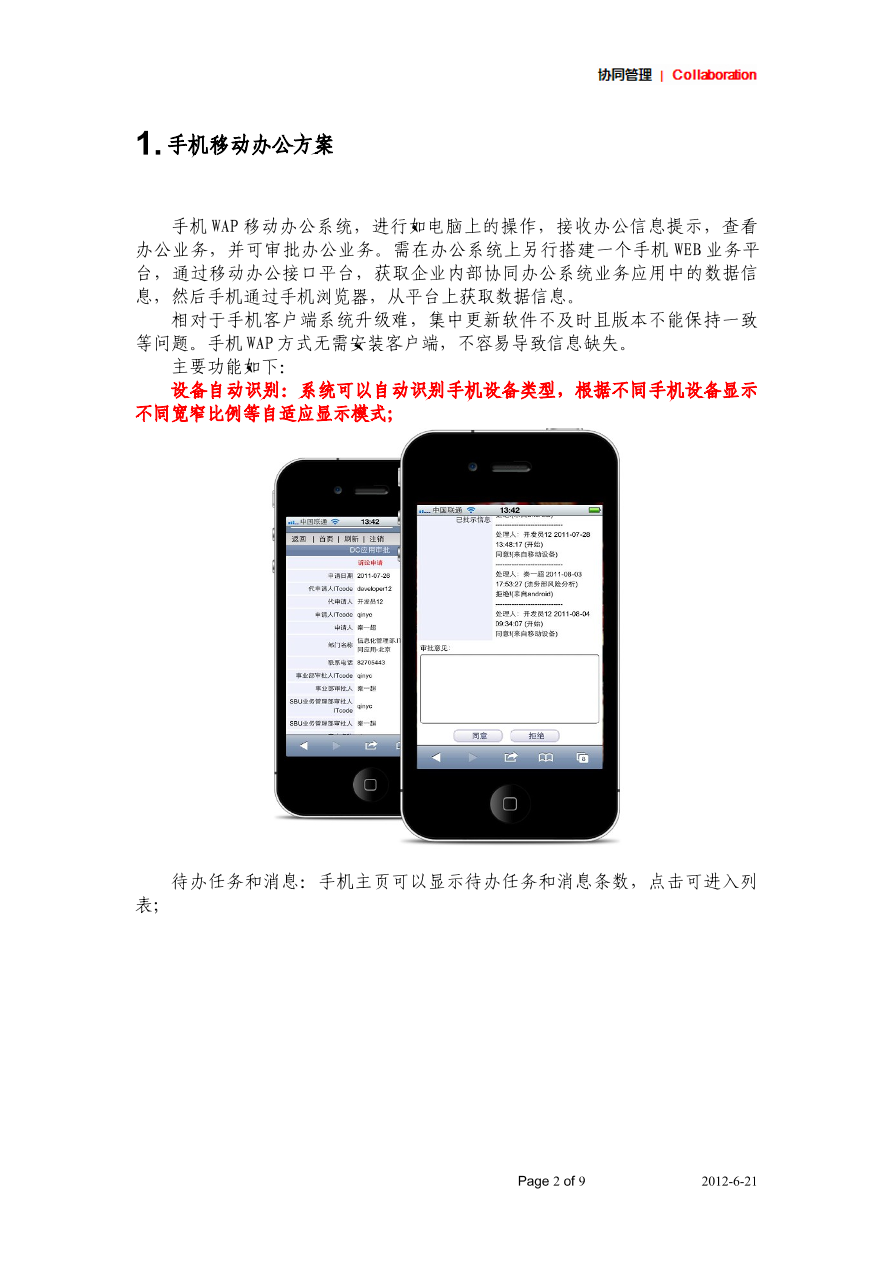 协同管理 | Collaboration
1. 手机移动办公方案
手机 WAP 移动办公系统，进行如电脑上的操作，接收办公信息提示，查看
办公业务，并可审批办公业务。需在办公系统上另行搭建一个手机 WEB 业务平
台，通过移动办公接口平台，获取企业内部协同办公系统业务应用中的数据信
息，然后手机通过手机浏览器，从平台上获取数据信息。
相对于手机客户端系统升级难，集中更新软件不及时且版本不能保持一致
等问题。手机 WAP 方式无需安装客户端，不容易导致信息缺失。
主要功能如下：
设备自动识别：系统可以自动识别手机设备类型，根据不同手机设备显示
不同宽窄比例等自适应显示模式；
中国联通 13:42
返回 | 首页 | 刷新 | 注销
DC应用审批
诉讼申请
申请日期 2011-07-26
代申请人ITcode developer12
代申请人 开发员12
申请人ITcode qinyc
申请人 秦一超
部门名称 信息化管理部.IT
同应用-北京
联系电话 82705443
事业部审批人ITcode qinyc
事业部审批人 秦一超
SBU业务管理部审批人
ITcode qinyc
SBU业务管理部审批人 秦一超
中国联通 13:42
已批示信息
------------------------
处理人：开发员12 2011-07-28
13:48:17 (开始)
同意!(来自移动设备)
------------------------
处理人：秦一超 2011-08-03
17:53:27 (法务部风险分析)
拒绝!(来自android)
------------------------
处理人：开发员12 2011-08-04
09:34:07 (开始)
同意!(来自移动设备)
审批意见：
同意 拒绝
待办任务和消息：手机主页可以显示待办任务和消息条数，点击可进入列
表；
Page 2 of 9 2012-6-21